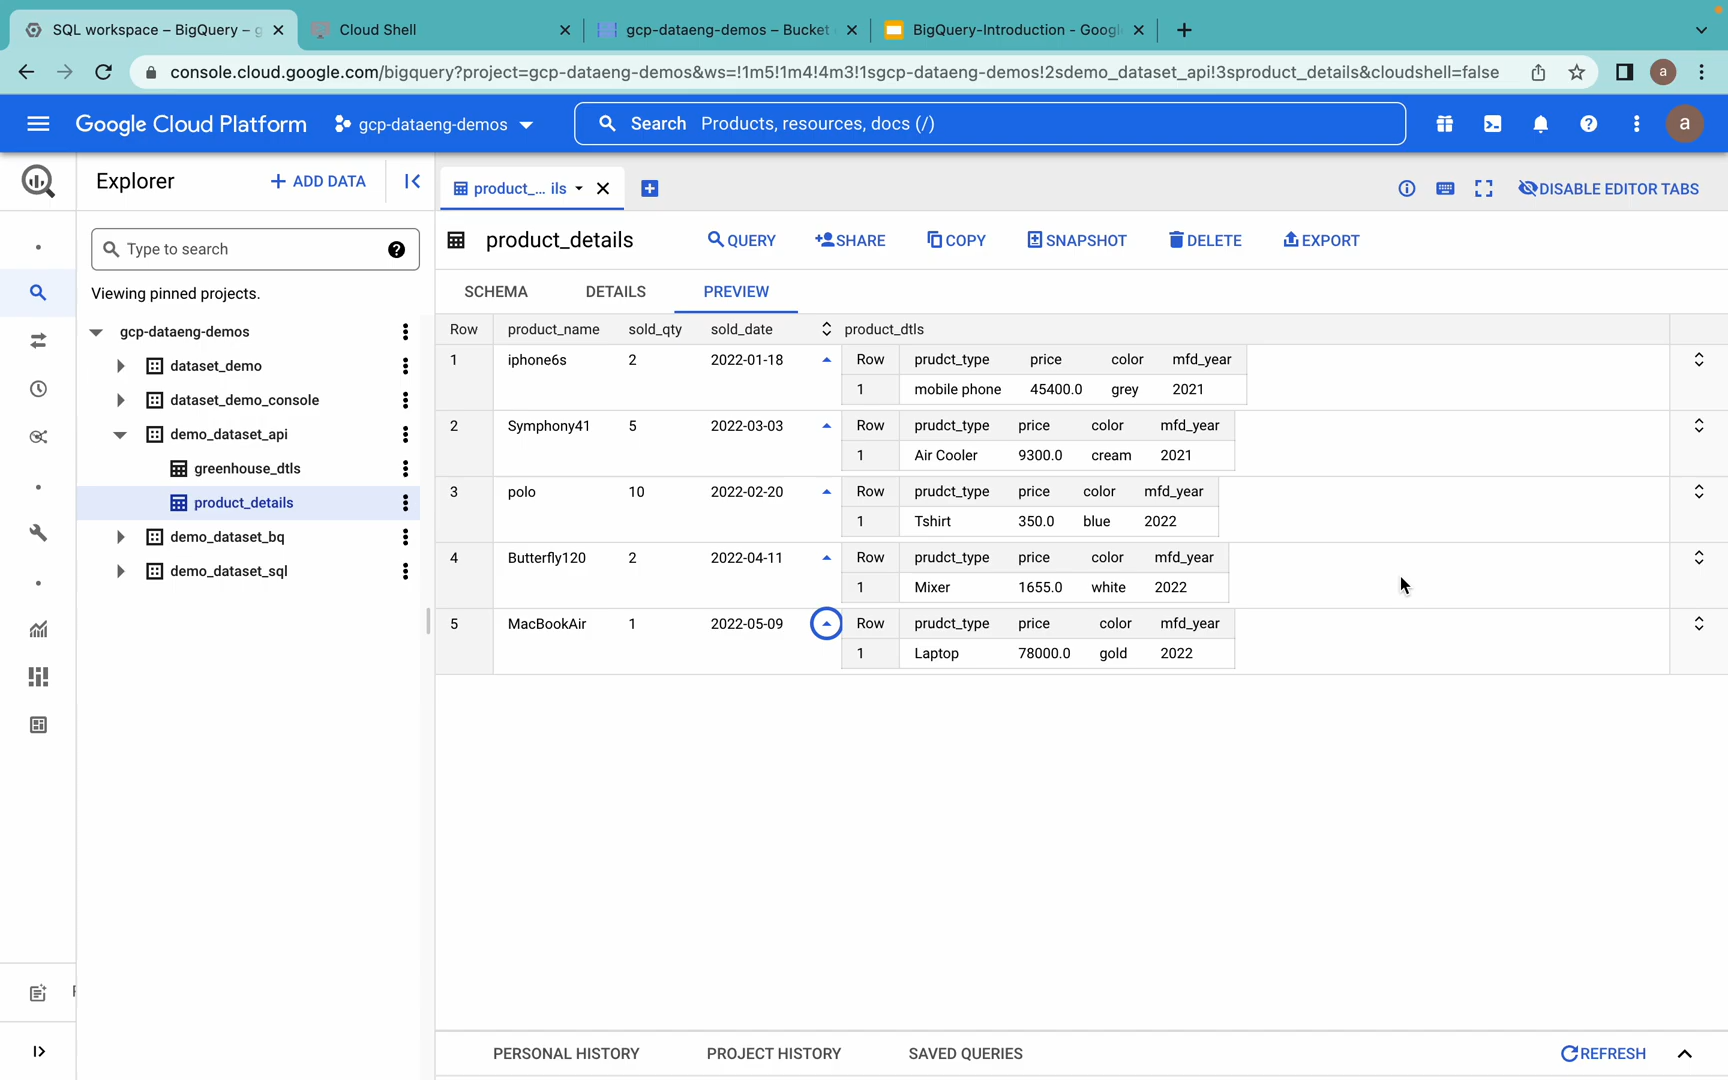 SQL workspace – BigQuery – g
Cloud Shell
gcp-dataeng-demos – Bucket
BigQuery-Introduction - Googl
console.cloud.google.com/bigquery?project=gcp-dataeng-demos&ws=!1m5!1m4!4m3!1sgcp-dataeng-demos!2sdemo_dataset_api!3sproduct_details&cloudshell=false
a
Google Cloud Platform
gcp-dataeng-demos
Search Products, resources, docs (/)
a
Explorer
+ ADD DATA
product_... ils
DISABLE EDITOR TABS
Type to search
Viewing pinned projects.
gcp-dataeng-demos
dataset_demo
dataset_demo_console
demo_dataset_api
greenhouse_dtls
product_details
demo_dataset_bq
demo_dataset_sql
product_details
QUERY
SHARE
COPY
SNAPSHOT
DELETE
EXPORT
SCHEMA
DETAILS
PREVIEW
Row product_name sold_qty sold_date product_dtls
1 iphone6s 2 2022-01-18 Row prudct_type price color mfd_year
1 mobile phone 45400.0 grey 2021
2 Symphony41 5 2022-03-03 Row prudct_type price color mfd_year
1 Air Cooler 9300.0 cream 2021
3 polo 10 2022-02-20 Row prudct_type price color mfd_year
1 Tshirt 350.0 blue 2022
4 Butterfly120 2 2022-04-11 Row prudct_type price color mfd_year
1 Mixer 1655.0 white 2022
5 MacBookAir 1 2022-05-09 Row prudct_type price color mfd_year
1 Laptop 78000.0 gold 2022
PERSONAL HISTORY
PROJECT HISTORY
SAVED QUERIES
REFRESH